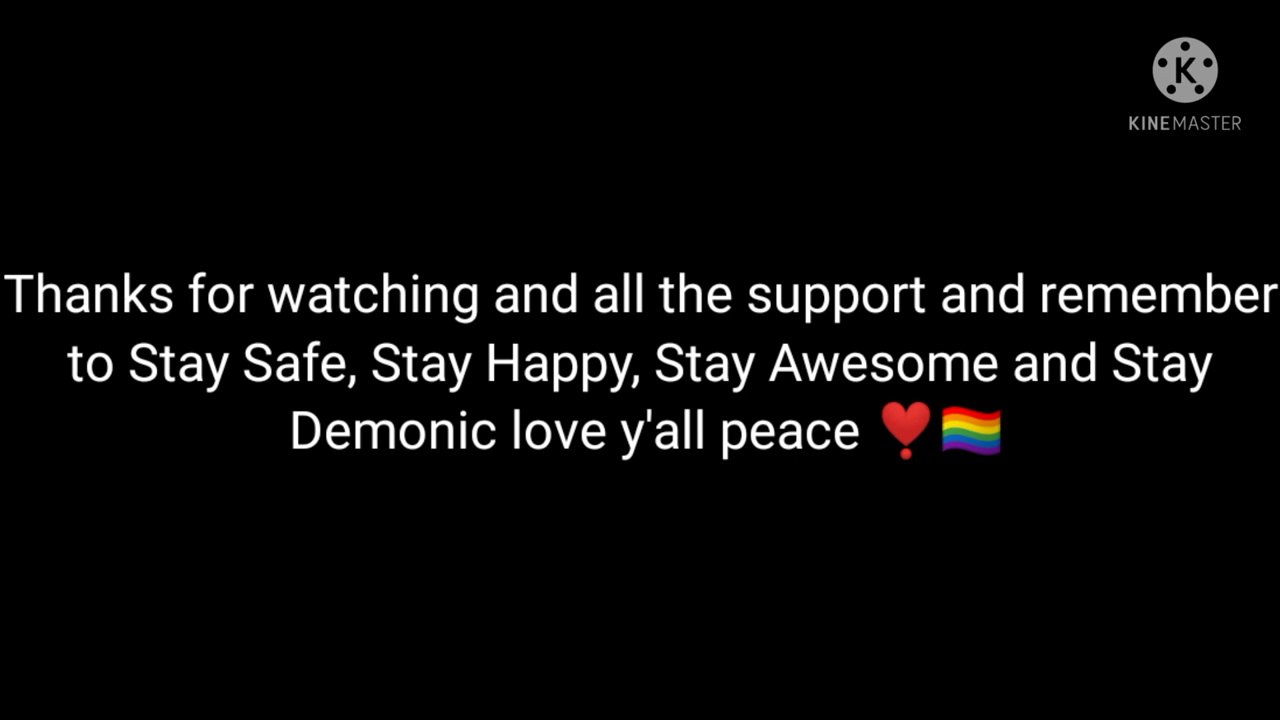 K
KINEMASTER
Thanks for watching and all the support and remember
to Stay Safe, Stay Happy, Stay Awesome and Stay
Demonic love y'all peace ❣️🏳️‍🌈